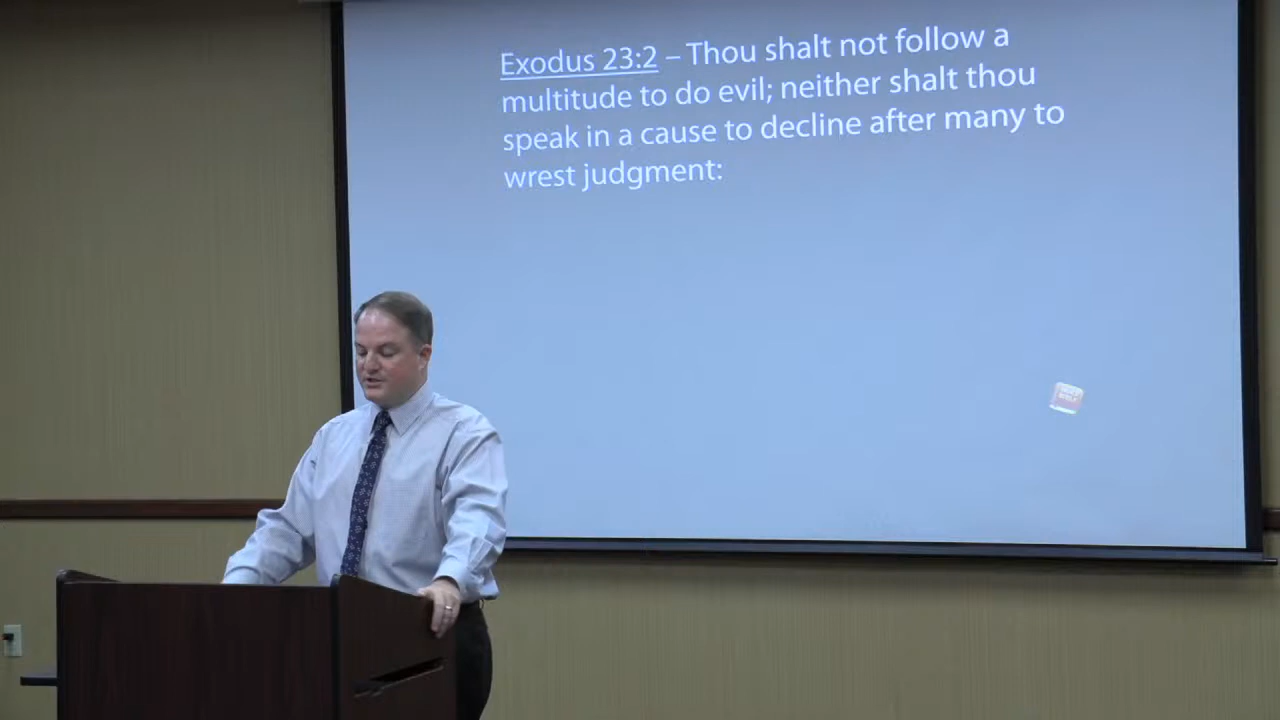 Exodus 23:2 – Thou shalt not follow a
multitude to do evil; neither shalt thou
speak in a cause to decline after many to
wrest judgment: